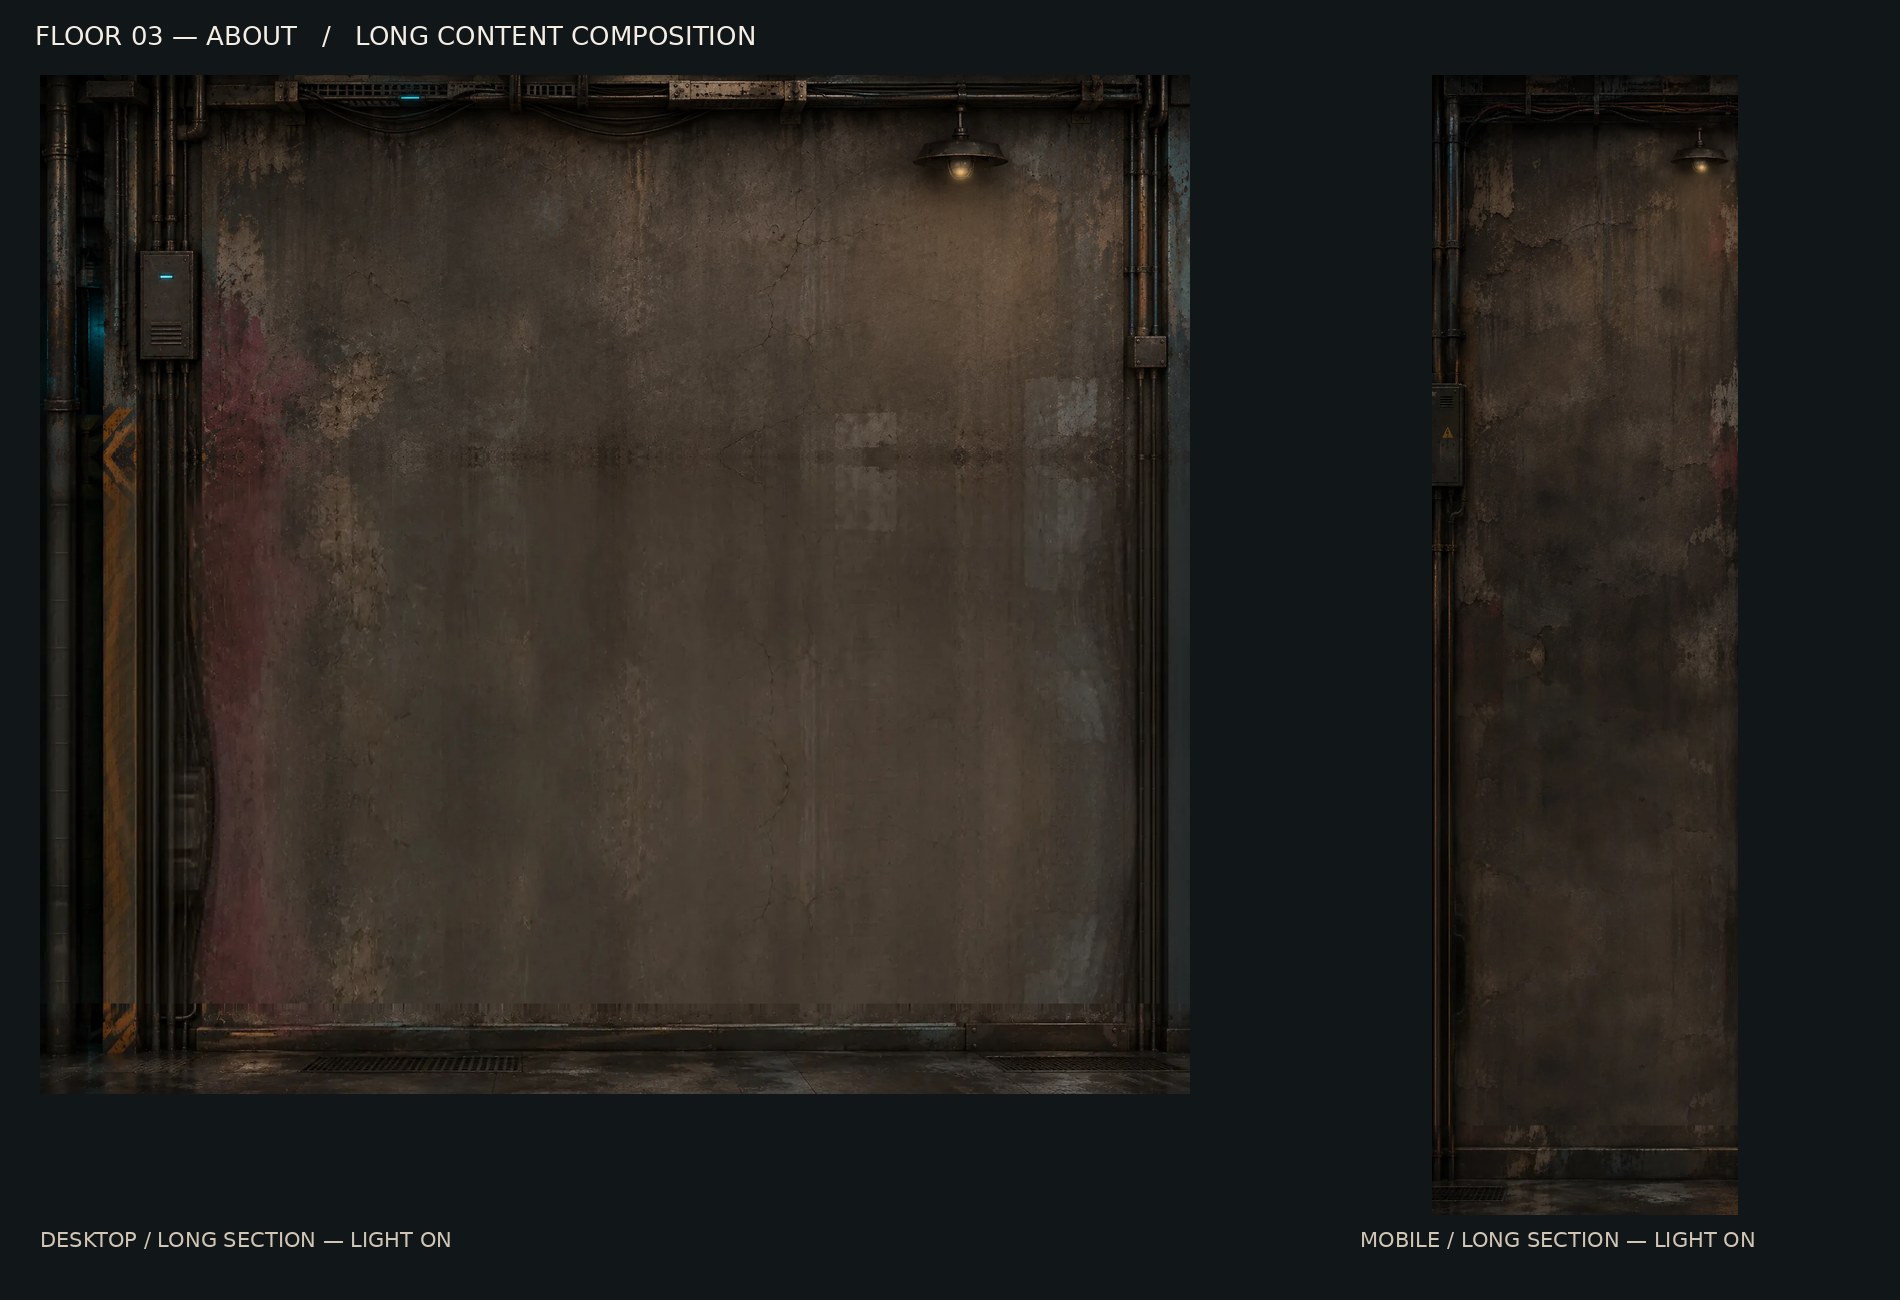 FLOOR 03 — ABOUT / LONG CONTENT COMPOSITION
DESKTOP / LONG SECTION — LIGHT ON
MOBILE / LONG SECTION — LIGHT ON